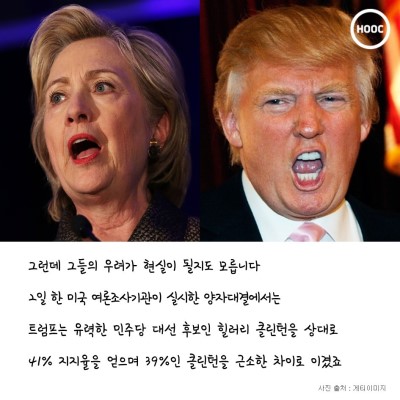 HOOC
그런데 그들의 우려가 현실이 될지도 모릅니다
2일 한 미국 여론조사기관이 실시한 양자대결에서는
트럼프는 유력한 민주당 대선 후보인 힐러리 클린헌을 상대로
41% 지지율을 얻으며 39%인 클린헌을 근소한 차이로 이겼죠
사진 출처 : 게티이미지